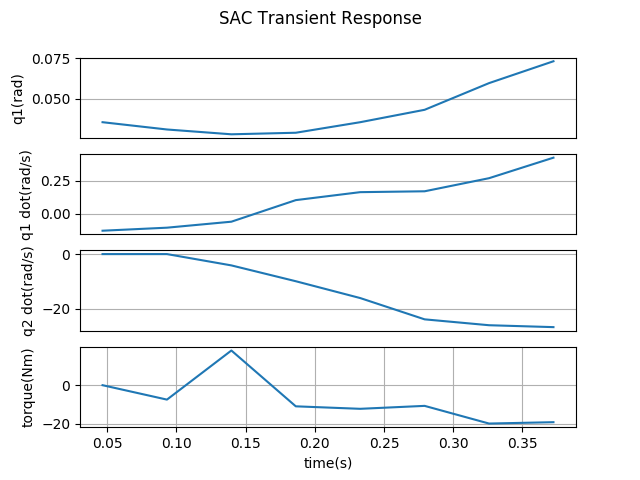 SAC Transient Response
q1(rad)
0.075
0.050
q1 dot(rad/s)
0.25
0.00
q2 dot(rad/s)
0
−20
torque(Nm)
0
−20
0.05 0.10 0.15 0.20 0.25 0.30 0.35
time(s)